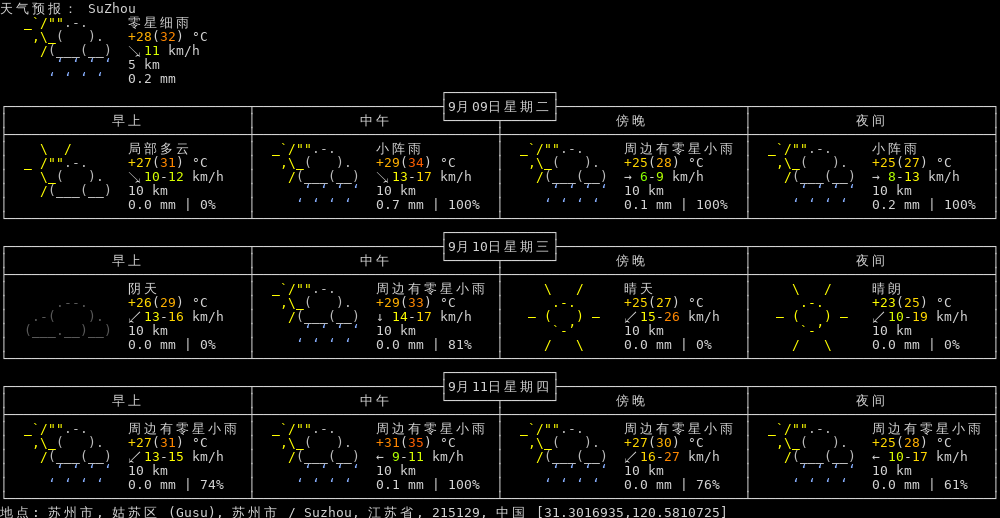 天气预报： SuZhou
零星细雨
+28(32) °C
↘ 11 km/h
5 km
0.2 mm
9月09日星期二
早上 中午 傍晚 夜间
局部多云 小阵雨 周边有零星小雨 小阵雨
+27(31) °C +29(34) °C +25(28) °C +25(27) °C
↘ 10-12 km/h ↘ 13-17 km/h → 6-9 km/h → 8-13 km/h
10 km 10 km 10 km 10 km
0.0 mm | 0% 0.7 mm | 100% 0.1 mm | 100% 0.2 mm | 100%
9月10日星期三
早上 中午 傍晚 夜间
阴天 周边有零星小雨 晴天 晴朗
+26(29) °C +29(33) °C +25(27) °C +23(25) °C
↙ 13-16 km/h ↓ 14-17 km/h ↙ 15-26 km/h ↙ 10-19 km/h
10 km 10 km 10 km 10 km
0.0 mm | 0% 0.0 mm | 81% 0.0 mm | 0% 0.0 mm | 0%
9月11日星期四
早上 中午 傍晚 夜间
周边有零星小雨 周边有零星小雨 周边有零星小雨 周边有零星小雨
+27(31) °C +31(35) °C +27(30) °C +25(28) °C
↙ 13-15 km/h ← 9-11 km/h ↙ 16-27 km/h ← 10-17 km/h
10 km 10 km 10 km 10 km
0.0 mm | 74% 0.1 mm | 100% 0.0 mm | 76% 0.0 mm | 61%
地点: 苏州市, 姑苏区 (Gusu), 苏州市 / Suzhou, 江苏省, 215129, 中国 [31.3016935,120.5810725]